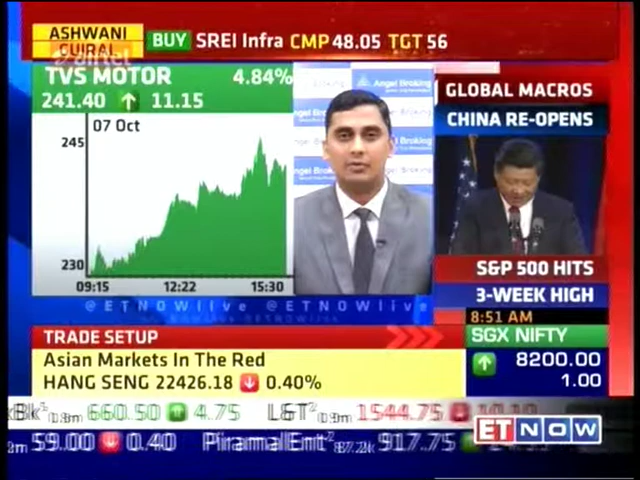 ASHWANI
GUJRAL
airtel
BUY SREI Infra CMP 48.05 TGT 56
TVS MOTOR 4.84%
241.40 11.15
07 Oct
245
230
09:15 12:22 15:30
Angel Broking
GLOBAL MACROS
CHINA RE-OPENS
S&P 500 HITS
3-WEEK HIGH
@ETNOWlive @ETNOWlive
8:51 AM
TRADE SETUP
SGX NIFTY
Asian Markets In The Red
8200.00
HANG SENG 22426.18 0.40%
1.00
660.50 4.75 L&T 1544.75
59.00 0.40 PiramalEnt 917.75
ET NOW